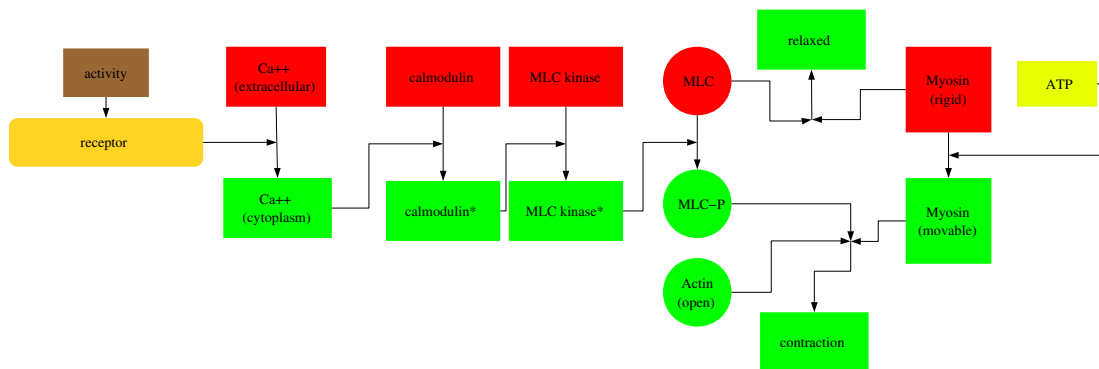 activity
receptor
Ca++
(extracellular)
Ca++
(cytoplasm)
calmodulin
calmodulin*
MLC kinase
MLC kinase*
MLC
MLC−P
Actin
(open)
relaxed
contraction
Myosin
(rigid)
Myosin
(movable)
ATP